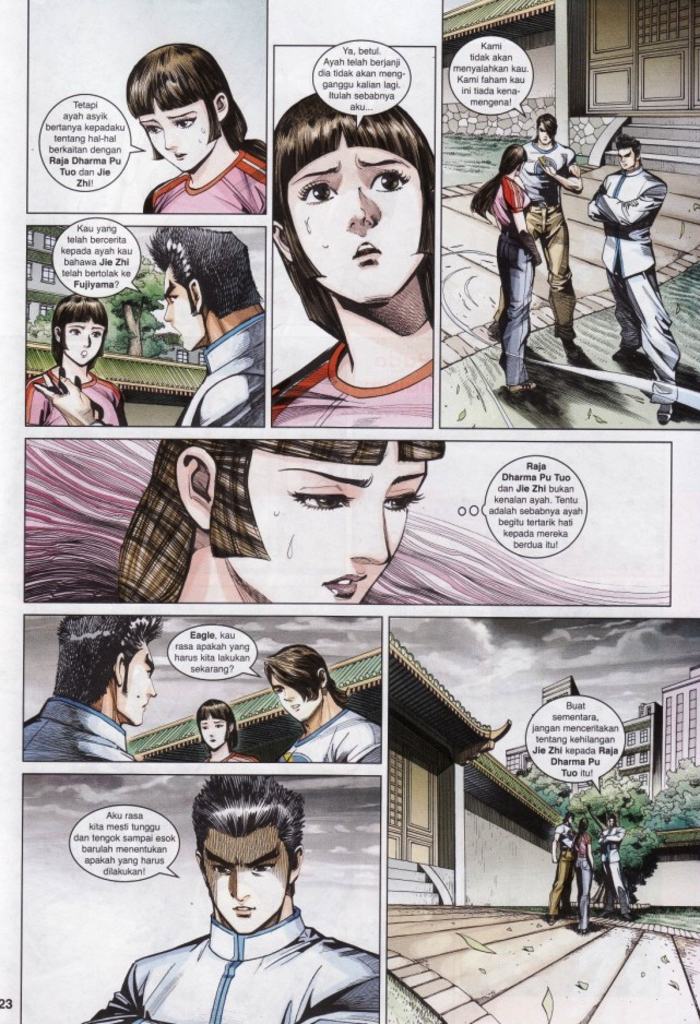 Tetapi
ayah asyik
bertanya kepadaku
tentang hal-hal
berkaitan dengan
Raja Dharma Pu
Tuo dan Jie
Zhi!
Kau yang
telah bercerita
kepada ayah kau
bahawa Jie Zhi
telah bertolak ke
Fujiyama?
Ya, betul.
Ayah telah berjanji
dia tidak akan meng-
ganggu kalian lagi.
Itulah sebabnya
aku...
Kami
tidak akan
menyalahkan kau.
Kami faham kau
ini tiada kena-
mengena!
Raja
Dharma Pu Tuo
dan Jie Zhi bukan
kenalan ayah. Tentu
adalah sebabnya ayah
begitu tertarik hati
kepada mereka
berdua itu!
Eagle, kau
rasa apakah yang
harus kita lakukan
sekarang?
Aku rasa
kita mesti tunggu
dan tengok sampai esok
barulah menentukan
apakah yang harus
dilakukan!
Buat
sementara,
jangan menceritakan
tentang kehilangan
Jie Zhi kepada Raja
Dharma Pu
Tuo itu!
23